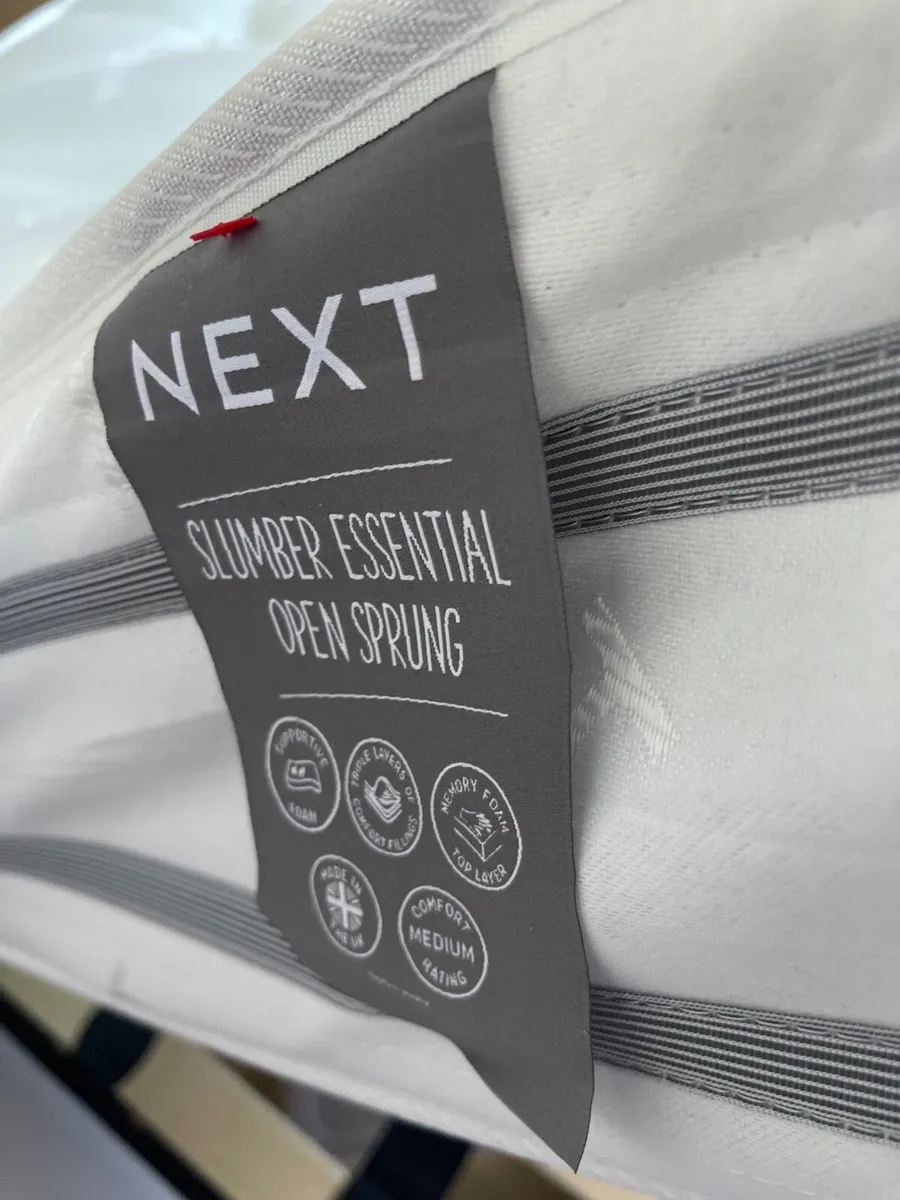 NEXT
SLUMBER ESSENTIAL
OPEN SPRUNG
SUPPORTIVE
FOAM
TRIPLE LAYERS OF
COMFORT FILLINGS
MEMORY FOAM
TOP LAYER
MADE IN
THE UK
COMFORT
MEDIUM
RATING